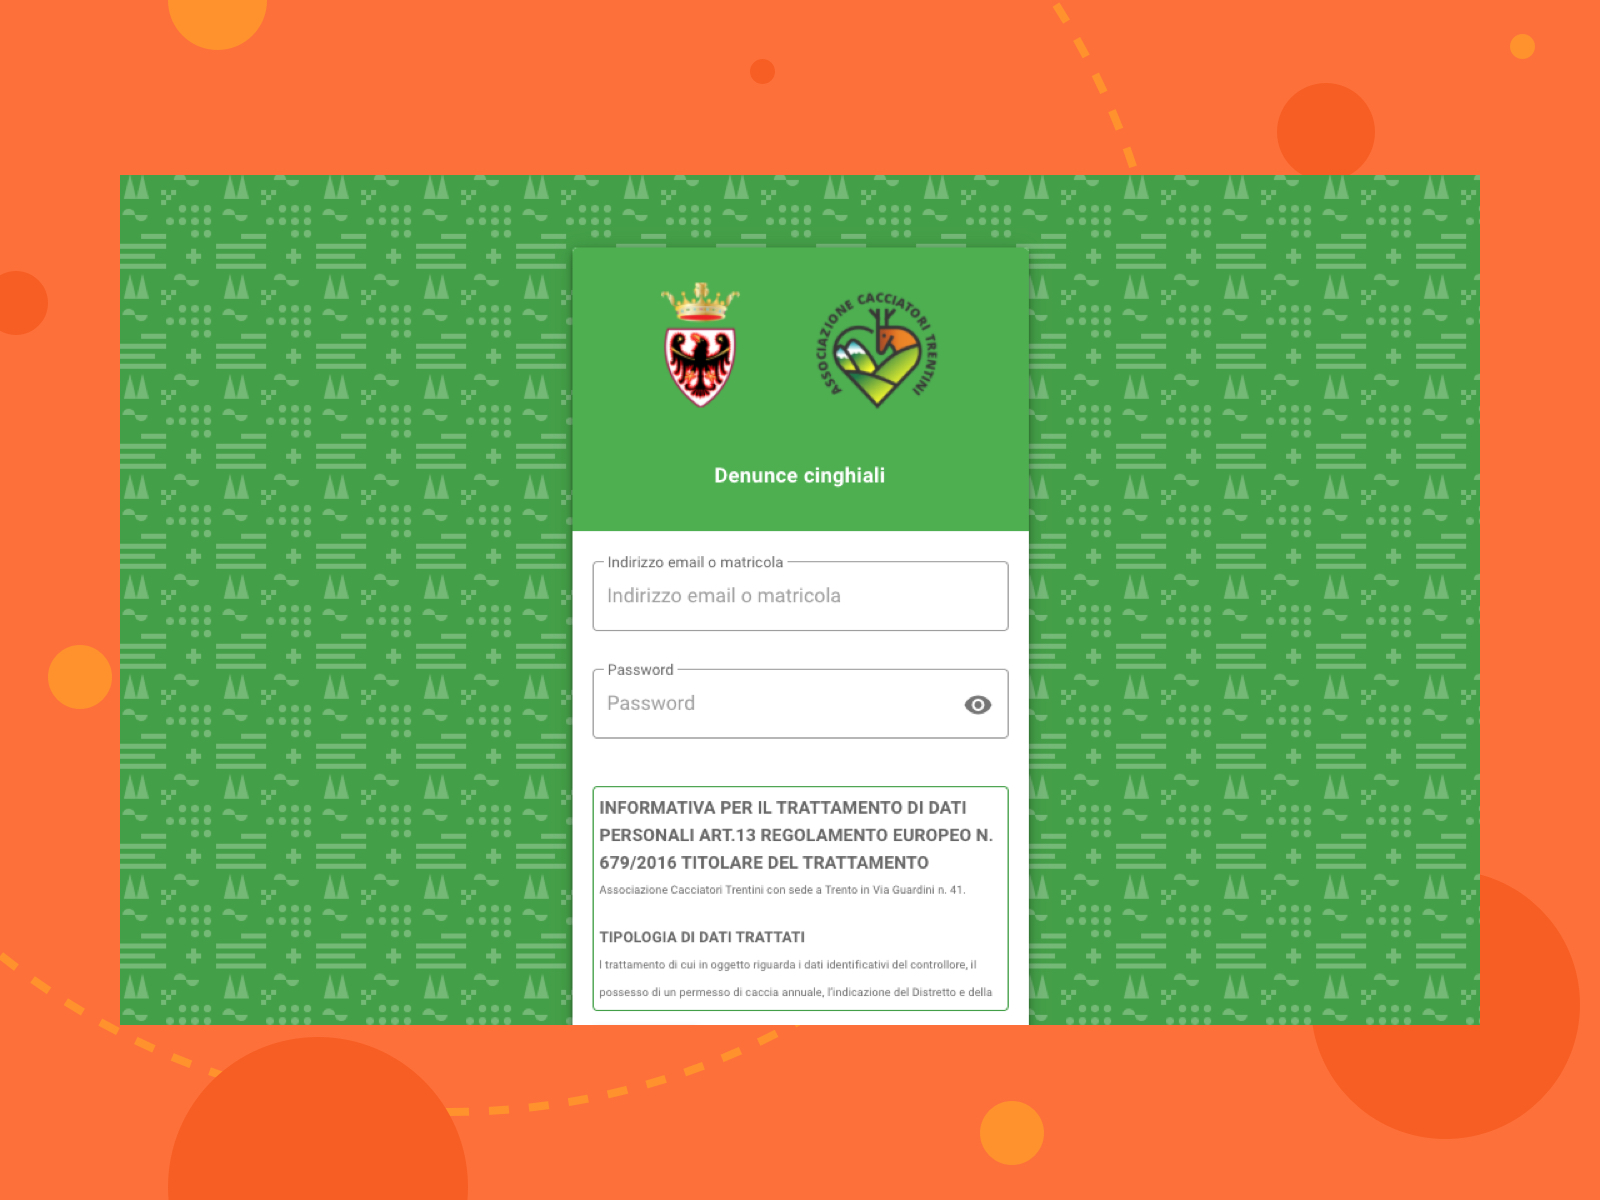 ASSOCIAZIONE CACCIATORI TRENTINI
Denunce cinghiali
Indirizzo email o matricola
Indirizzo email o matricola
Password
Password
INFORMATIVA PER IL TRATTAMENTO DI DATI
PERSONALI ART.13 REGOLAMENTO EUROPEO N.
679/2016 TITOLARE DEL TRATTAMENTO
Associazione Cacciatori Trentini con sede a Trento in Via Guardini n. 41.
TIPOLOGIA DI DATI TRATTATI
I trattamento di cui in oggetto riguarda i dati identificativi del controllore, il
possesso di un permesso di caccia annuale, l'indicazione del Distretto e della